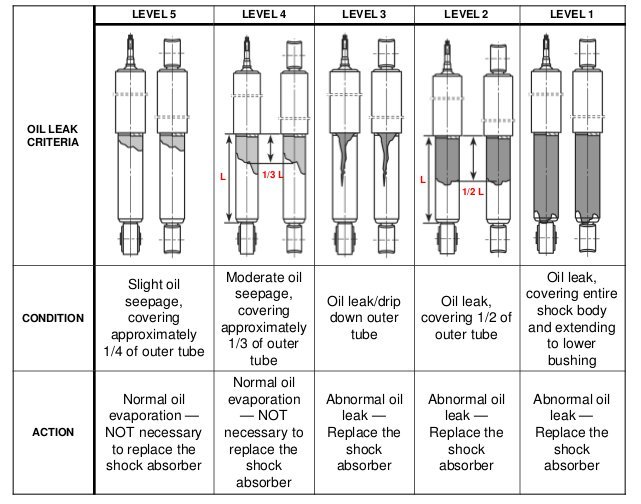 LEVEL 5 LEVEL 4 LEVEL 3 LEVEL 2 LEVEL 1
OIL LEAK
CRITERIA
L
1/3 L
L
1/2 L
CONDITION
Slight oil
seepage,
covering
approximately
1/4 of outer tube
Moderate oil
seepage,
covering
approximately
1/3 of outer
tube
Oil leak/drip
down outer
tube
Oil leak,
covering 1/2 of
outer tube
Oil leak,
covering entire
shock body
and extending
to lower
bushing
ACTION
Normal oil
evaporation —
NOT necessary
to replace the
shock absorber
Normal oil
evaporation
— NOT
necessary to
replace the
shock
absorber
Abnormal oil
leak —
Replace the
shock
absorber
Abnormal oil
leak —
Replace the
shock
absorber
Abnormal oil
leak —
Replace the
shock
absorber